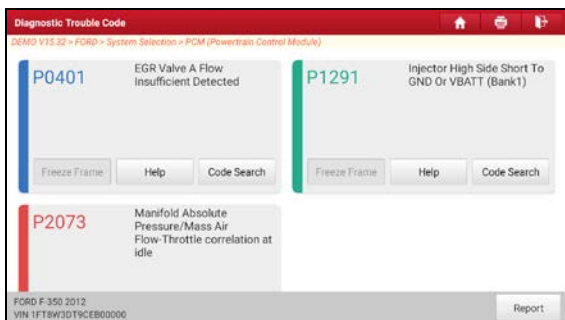 Diagnostic Trouble Code
DEMO V15.32 > FORD > System Selection > PCM (Powertrain Control Module)
P0401
EGR Valve A Flow
Insufficient Detected
Freeze Frame
Help
Code Search
P1291
Injector High Side Short To
GND Or VBATT (Bank1)
Freeze Frame
Help
Code Search
P2073
Manifold Absolute
Pressure/Mass Air
Flow-Throttle correlation at
idle
FORD F-350 2012
VIN 1FT8W3DT9CEB00000
Report